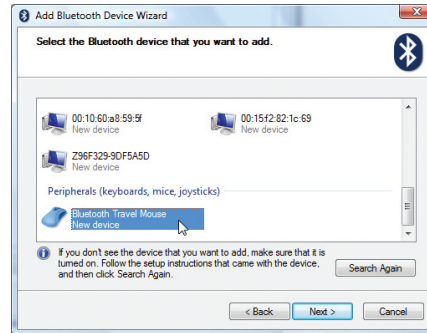 Add Bluetooth Device Wizard
Select the Bluetooth device that you want to add.
00:10:60:a8:59:5f
New device
00:15:f2:82:1c:69
New device
Z96F329-9DF5A5D
New device
Peripherals (keyboards, mice, joysticks)
Bluetooth Travel Mouse
New device
If you don't see the device that you want to add, make sure that it is
turned on. Follow the setup instructions that came with the device,
and then click Search Again.
Search Again
< Back
Next >
Cancel